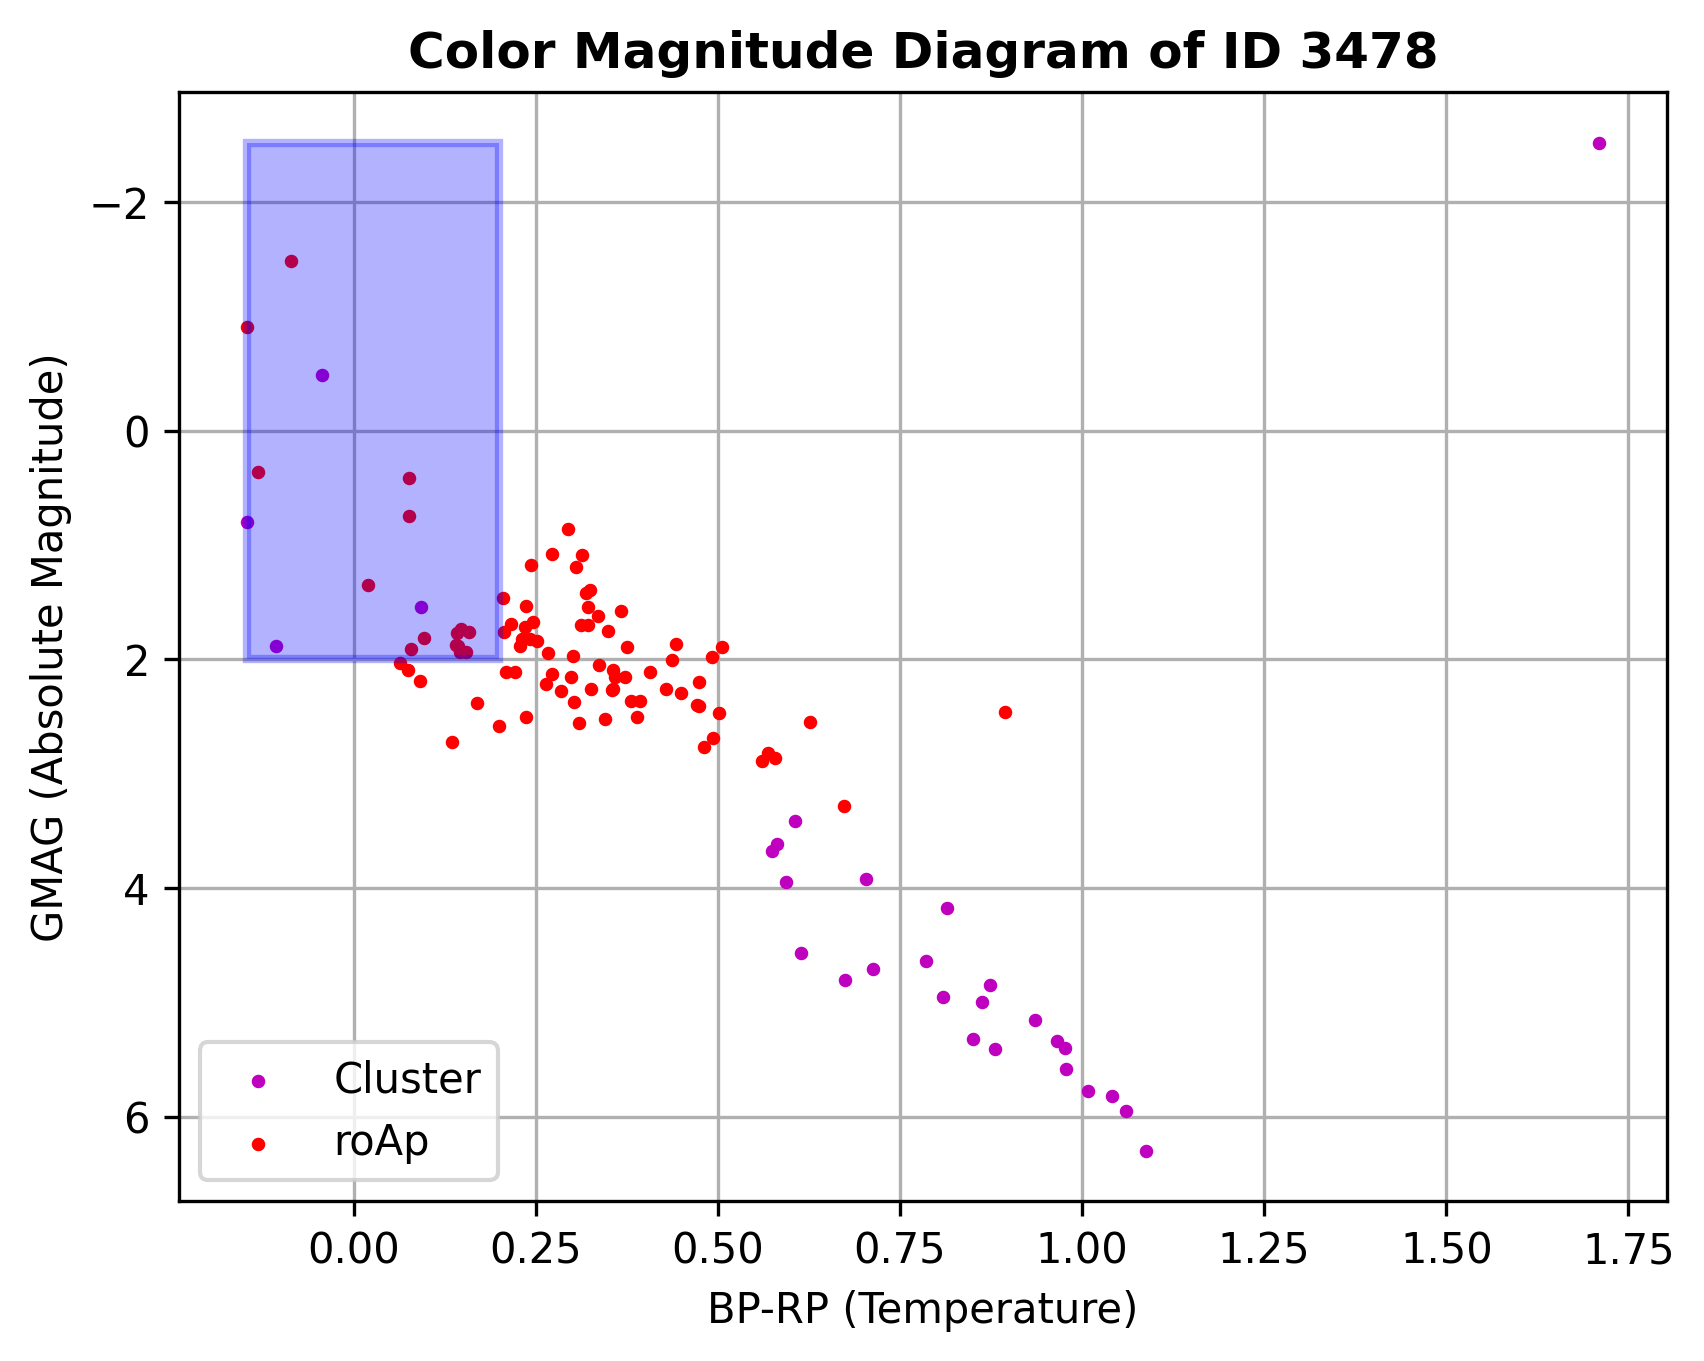 Color Magnitude Diagram of ID 3478
GMAG (Absolute Magnitude)
−2
0
2
4
6
Cluster
roAp
0.00 0.25 0.50 0.75 1.00 1.25 1.50 1.75
BP-RP (Temperature)